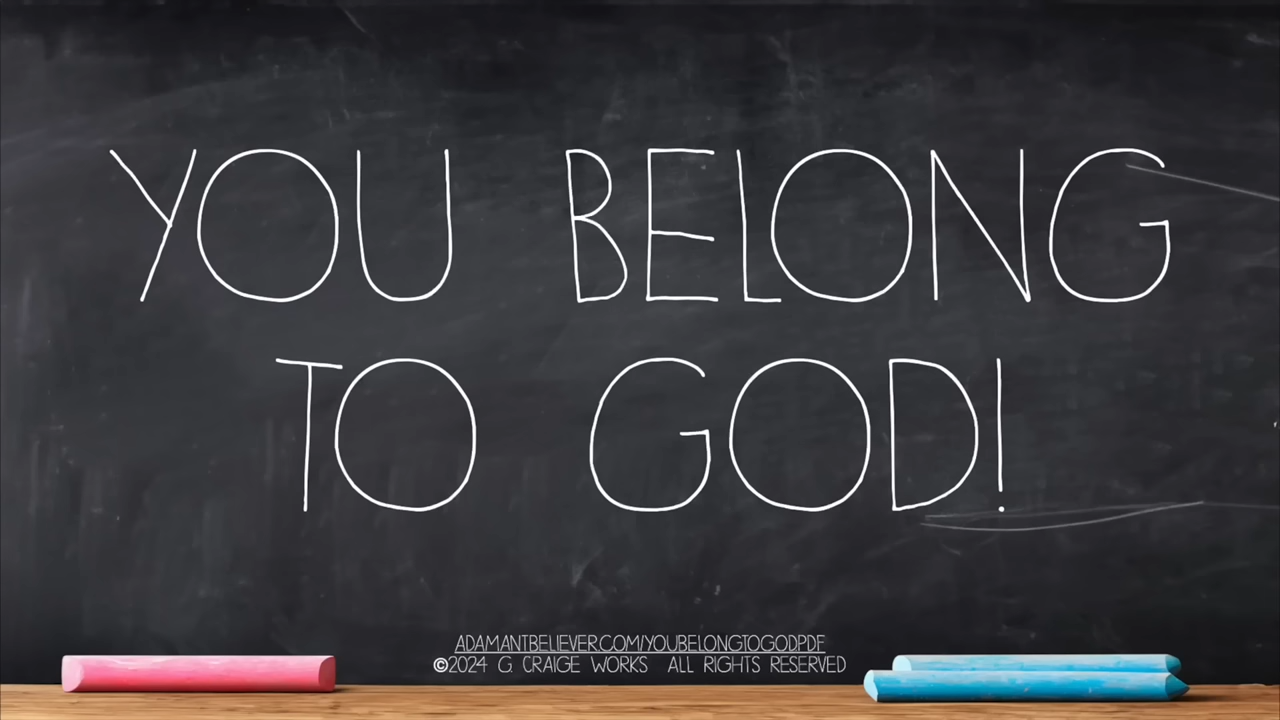 YOU BELONG
TO GOD!
ADAMANTBELIEVER.COM/YOUBELONGTOGODPDF
©2024 G CRAIGE WORKS ALL RIGHTS RESERVED